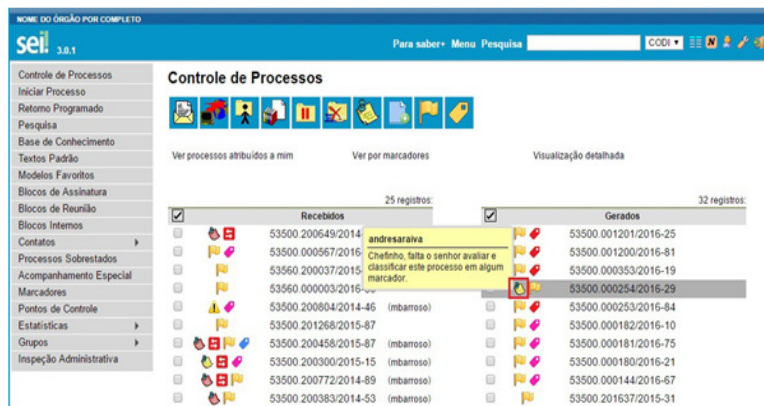 NOME DO ÓRGÃO POR COMPLETO
sei! 3.0.1
Para saber+ Menu Pesquisa CODI
Controle de Processos
Iniciar Processo
Retorno Programado
Pesquisa
Base de Conhecimento
Textos Padrão
Modelos Favoritos
Blocos de Assinatura
Blocos de Reunião
Blocos Internos
Contatos
Processos Sobrestados
Acompanhamento Especial
Marcadores
Pontos de Controle
Estatísticas
Grupos
Inspeção Administrativa
Controle de Processos
Ver processos atribuídos a mim Ver por marcadores Visualização detalhada
25 registros:
Recebidos
53500.200649/2014-
53500.000567/2016-
53560.200037/2015-
53560.000003/2016-
53500.200804/2014-46 (mbarroso)
53500.201268/2015-87
53500.200458/2015-87 (mbarroso)
53500.200300/2015-15 (mbarroso)
53500.200772/2014-89 (mbarroso)
53500.200383/2014-53 (mbarroso)
andresaraiva
Chefinho, falta o senhor avaliar e
classificar este processo em algum
marcador.
32 registros:
Gerados
53500.001201/2016-25
53500.001200/2016-81
53500.000353/2016-19
53500.000254/2016-29
53500.000253/2016-84
53500.000182/2016-10
53500.000181/2016-75
53500.000180/2016-21
53500.000144/2016-67
53500.201637/2015-31